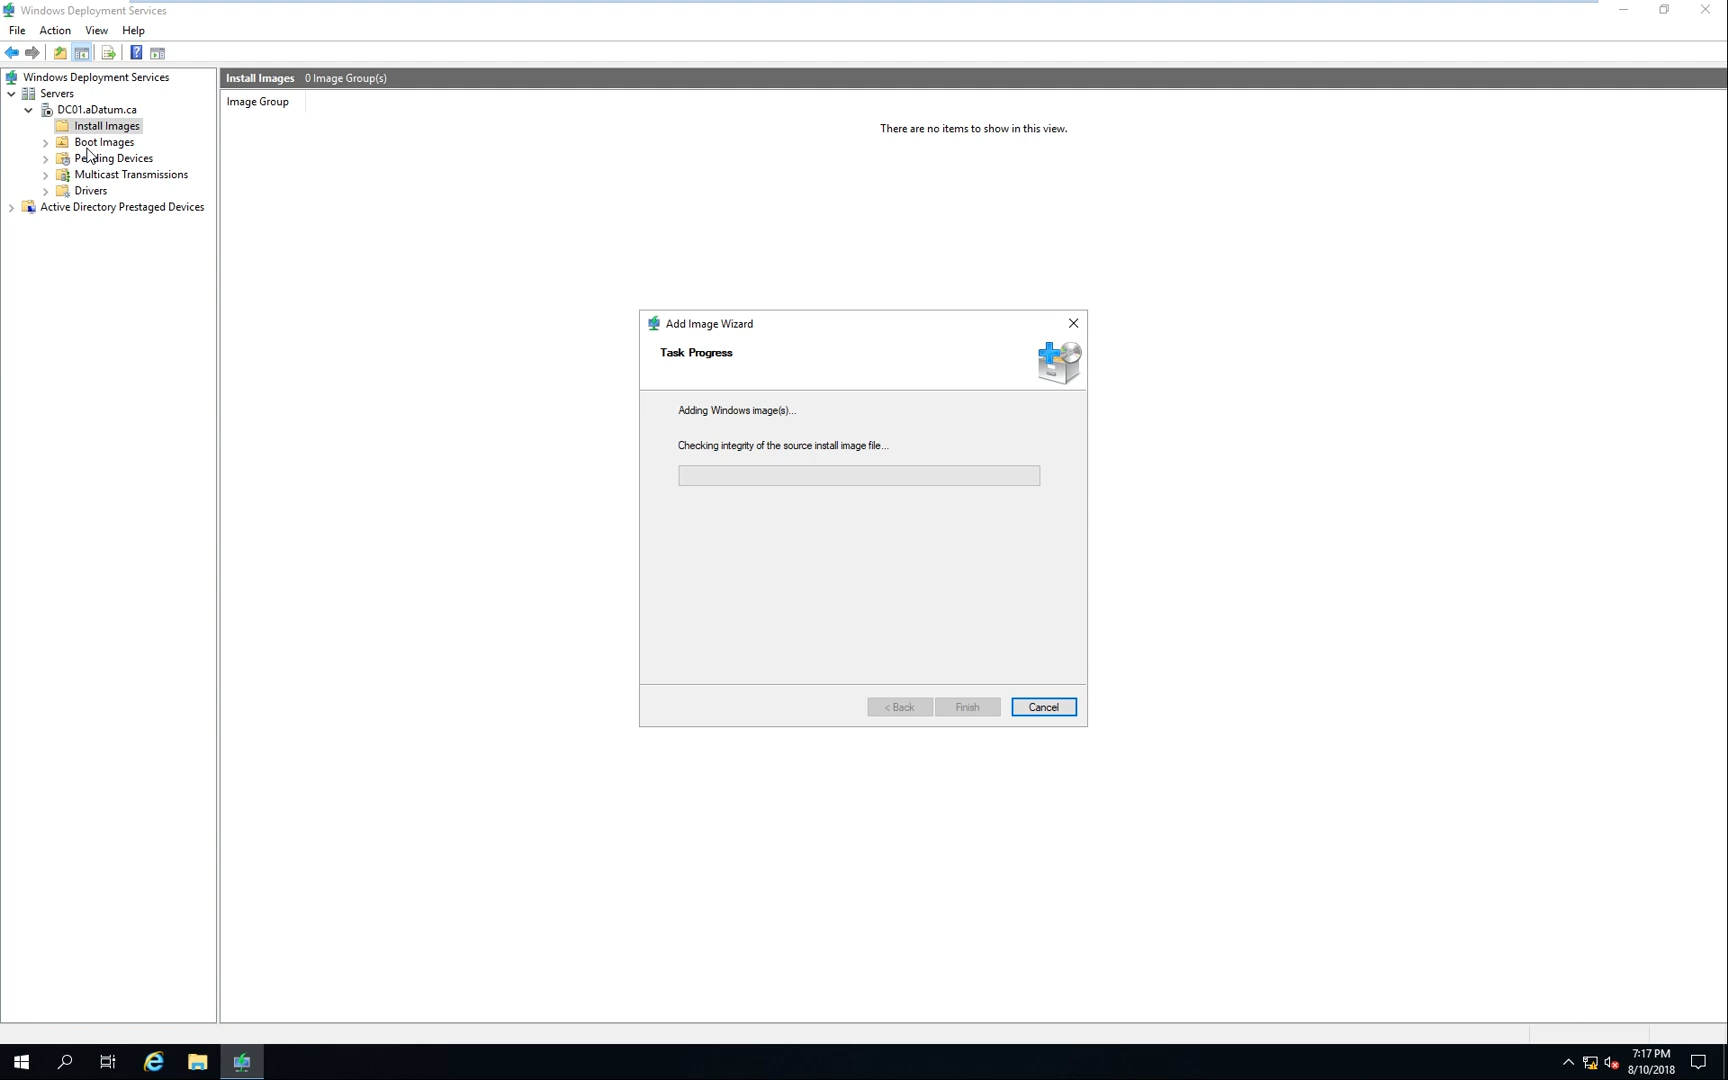 Windows Deployment Services
File Action View Help
Windows Deployment Services
Servers
DC01.aDatum.ca
Install Images
Boot Images
Pending Devices
Multicast Transmissions
Drivers
Active Directory Prestaged Devices
Install Images 0 Image Group(s)
Image Group
There are no items to show in this view.
Add Image Wizard
Task Progress
Adding Windows image(s)...
Checking integrity of the source install image file...
< Back Finish Cancel
7:17 PM
8/10/2018